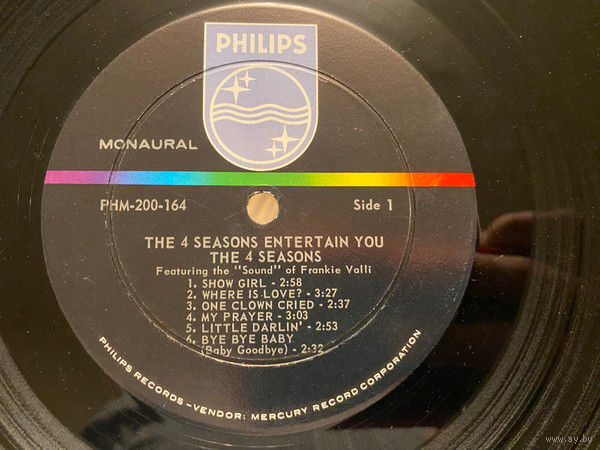 PHILIPS
MONAURAL
PHM-200-164 Side 1
THE 4 SEASONS ENTERTAIN YOU
THE 4 SEASONS
Featuring the "Sound" of Frankie Valli
1. SHOW GIRL - 2:58
2. WHERE IS LOVE? - 3:27
3. ONE CLOWN CRIED - 2:37
4. MY PRAYER - 3:03
5. LITTLE DARLIN' - 2:53
6. BYE BYE BABY
(Baby Goodbye) - 2:32
PHILIPS RECORDS—VENDOR: MERCURY RECORD CORPORATION
www.ay.by